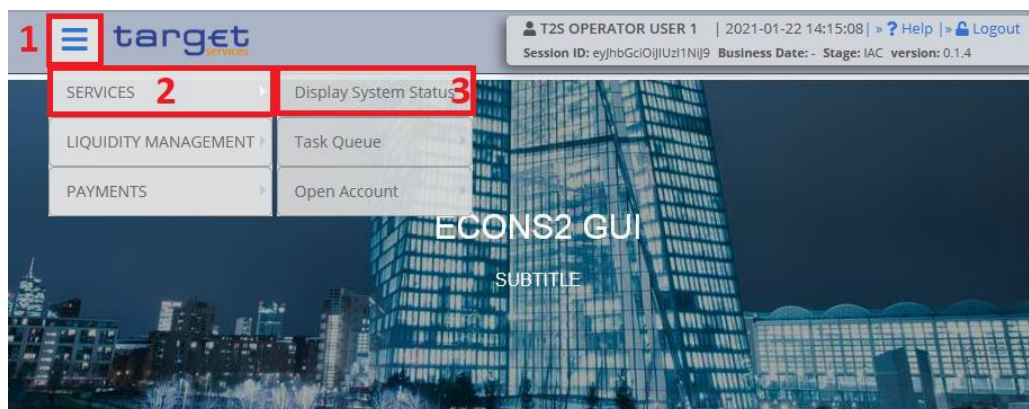 1
target
services
T2S OPERATOR USER 1 | 2021-01-22 14:15:08| » ? Help |» Logout
Session ID: eyJhbGciOiJIUzI1NiJ9 Business Date: - Stage: IAC version: 0.1.4
SERVICES 2 Display System Status 3
LIQUIDITY MANAGEMENT Task Queue
PAYMENTS Open Account
ECONS2 GUI
SUBTITLE